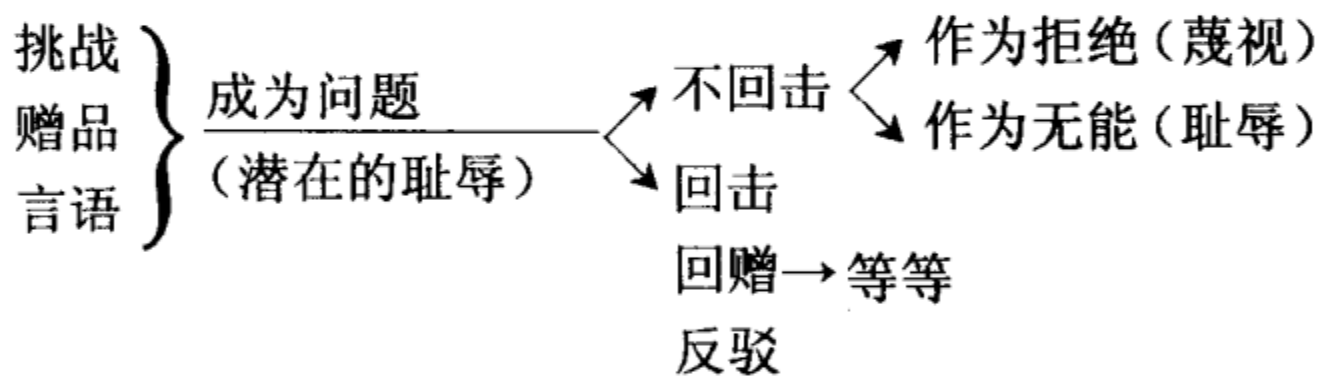 挑战
赠品
言语
成为问题
（潜在的耻辱）
不回击
作为拒绝（蔑视）
作为无能（耻辱）
回击
回赠→等等
反驳